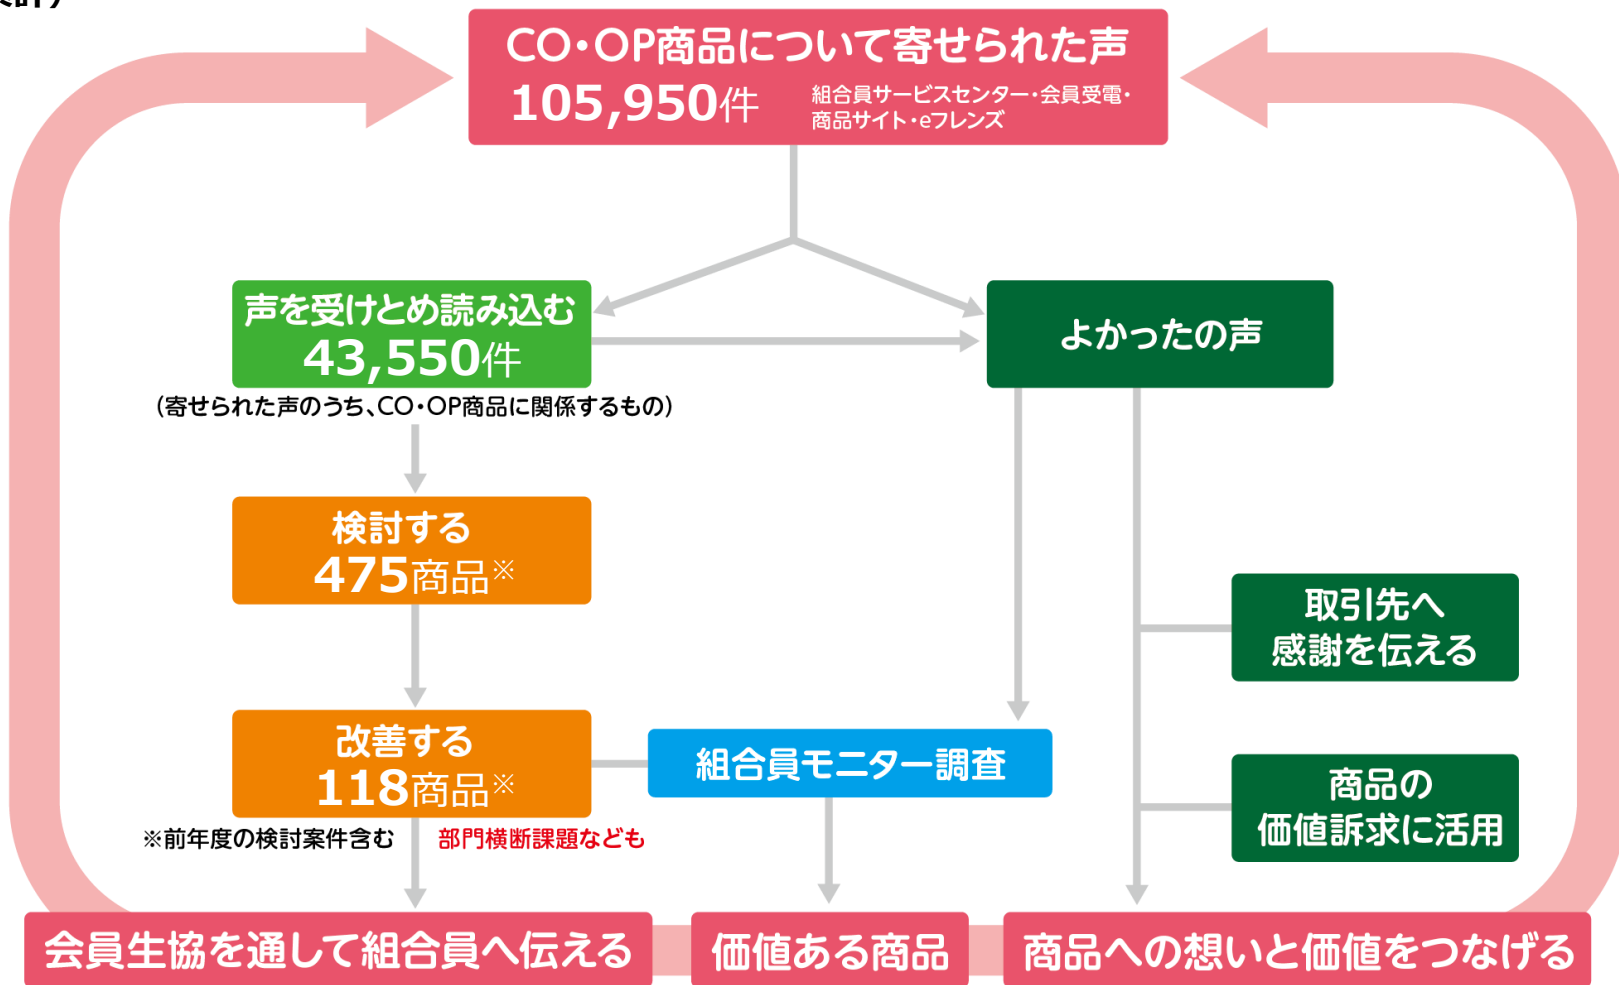 CO・OP商品について寄せられた声
105,950件
組合員サービスセンター・会員受電・
商品サイト・eフレンズ
声を受けとめ読み込む
43,550件
(寄せられた声のうち、CO・OP商品に関係するもの)
よかったの声
検討する
475商品※
取引先へ
感謝を伝える
改善する
118商品※
※前年度の検討案件含む
部門横断課題なども
組合員モニター調査
商品の
価値訴求に活用
会員生協を通して組合員へ伝える
価値ある商品
商品への想いと価値をつなげる